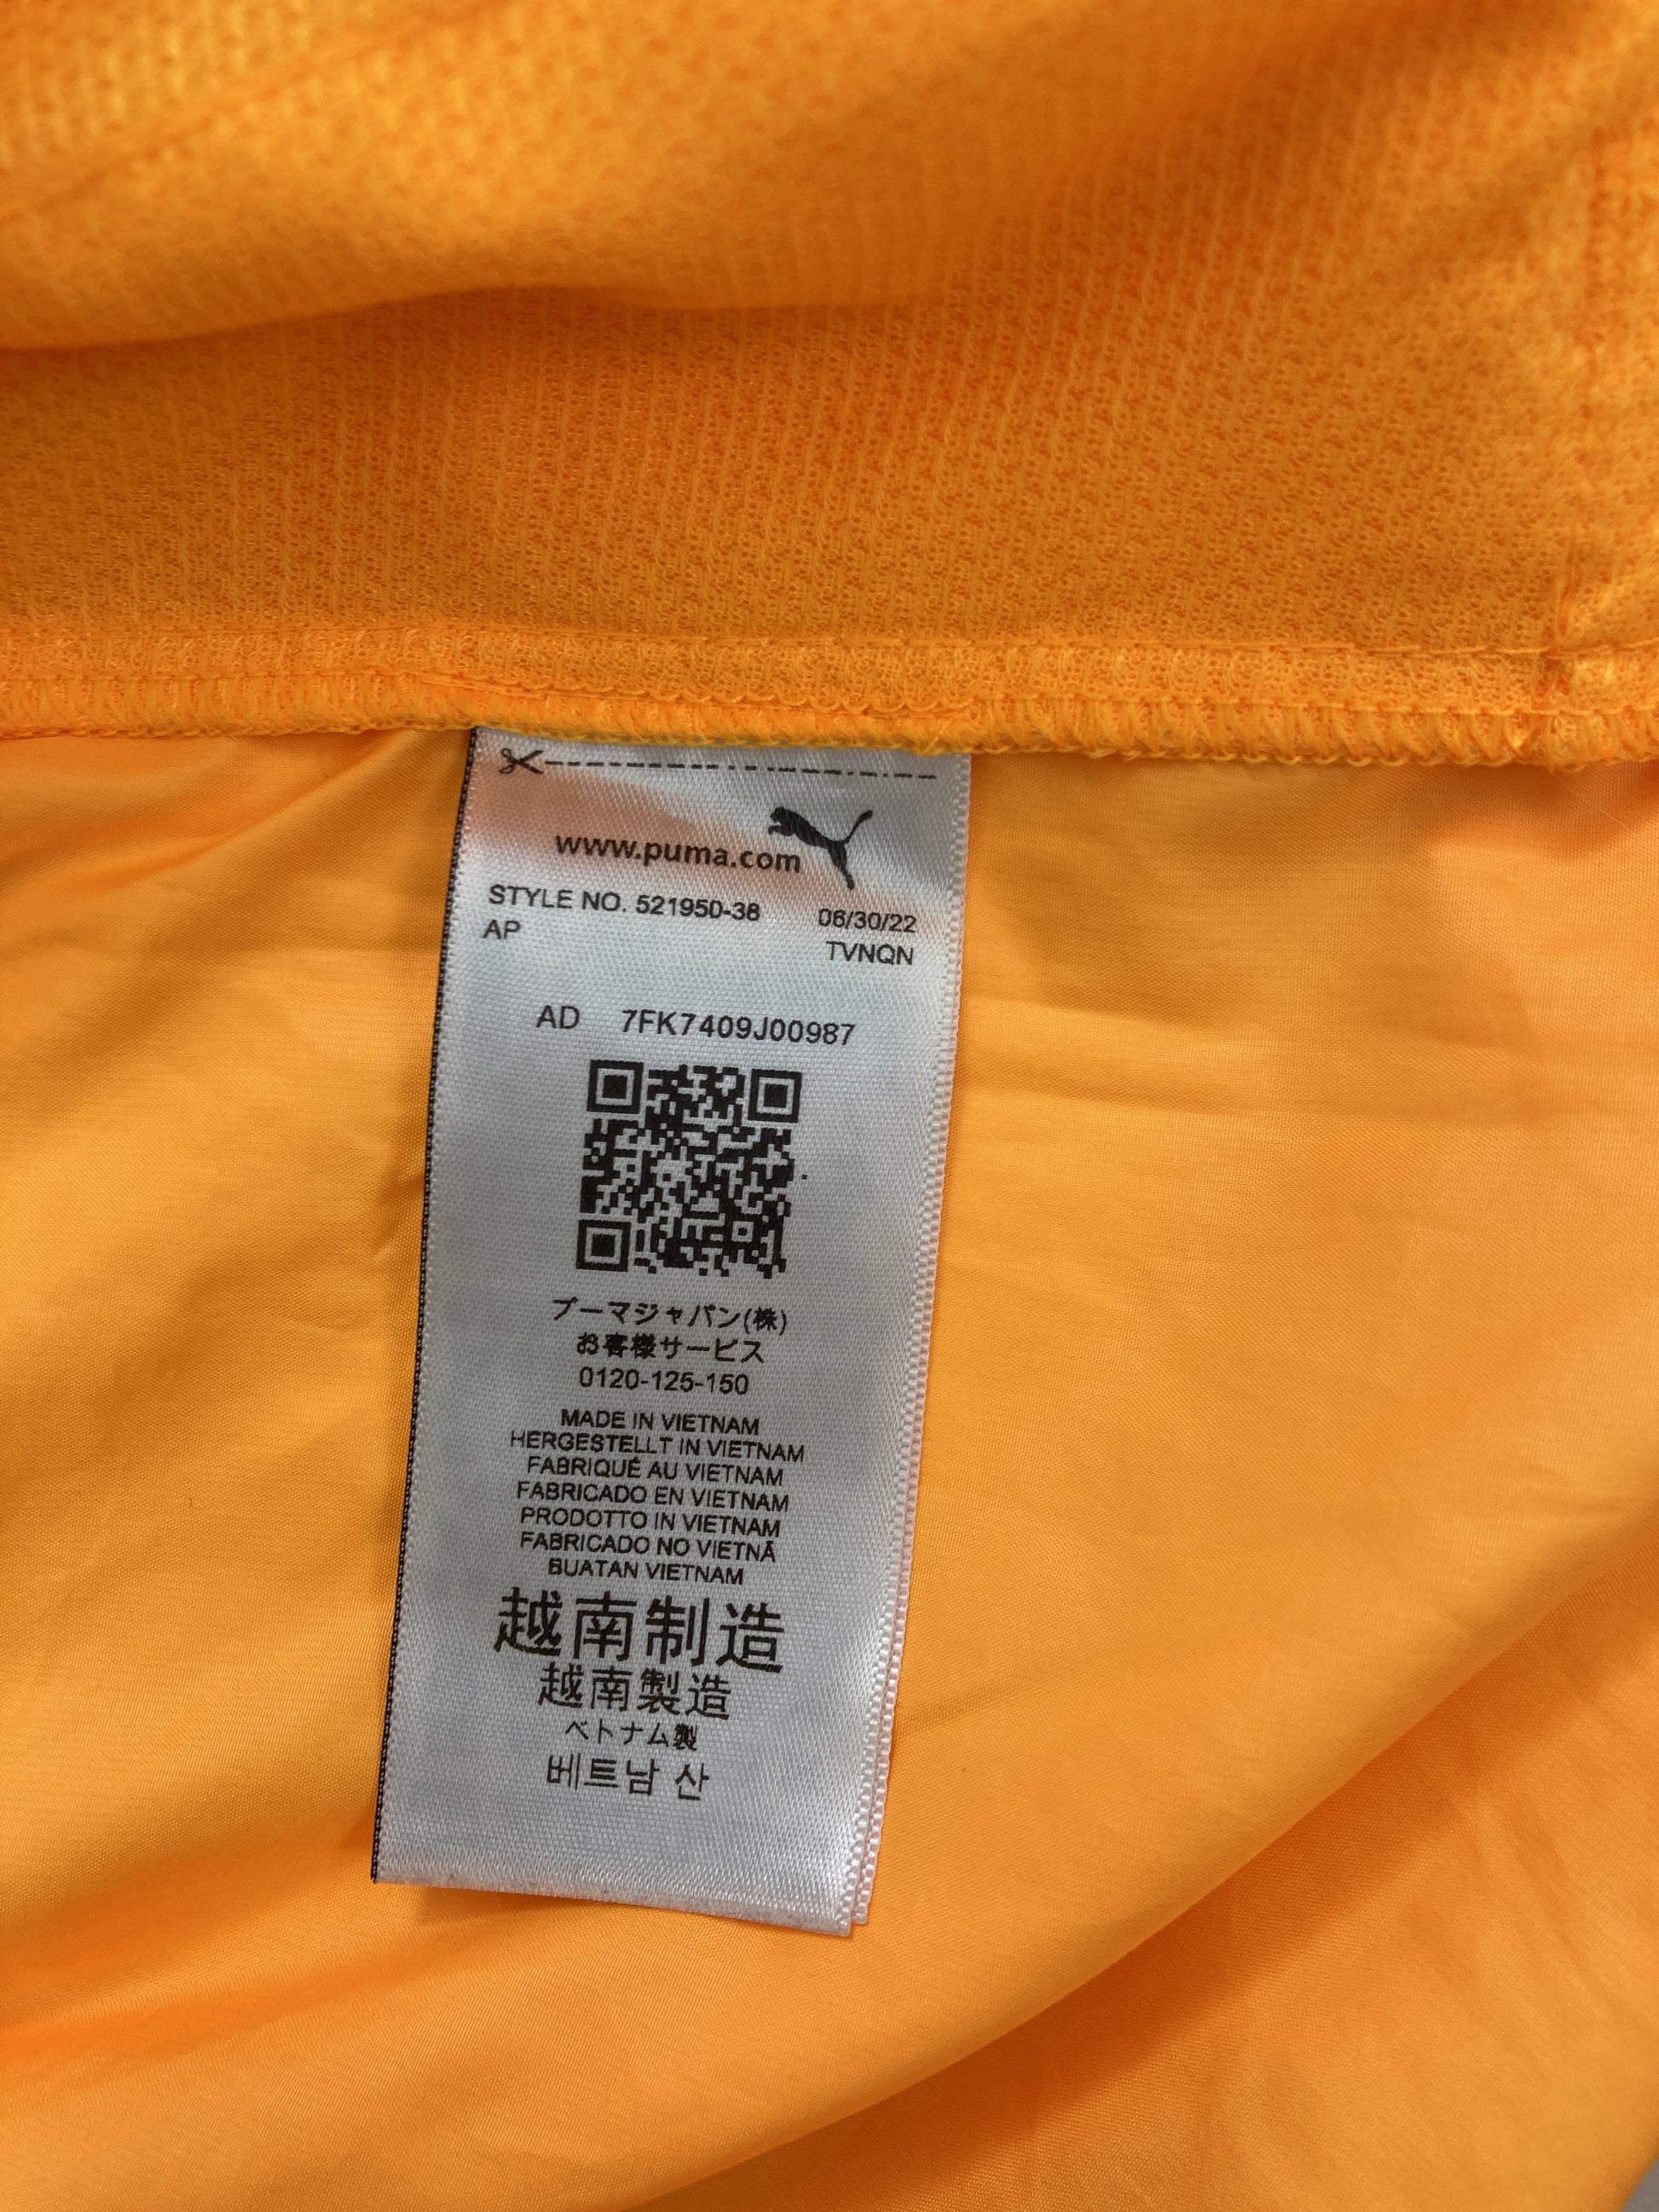 www.puma.com
STYLE NO. 521950-38 06/30/22
AP TVNQN
AD 7FK7409J00987
プーマジャパン(株)
お客様サービス
0120-125-150
MADE IN VIETNAM
HERGESTELLT IN VIETNAM
FABRIQUÉ AU VIETNAM
FABRICADO EN VIETNAM
PRODOTTO IN VIETNAM
FABRICADO NO VIETNÃ
BUATAN VIETNAM
越南制造
越南製造
ベトナム製
베트남 산